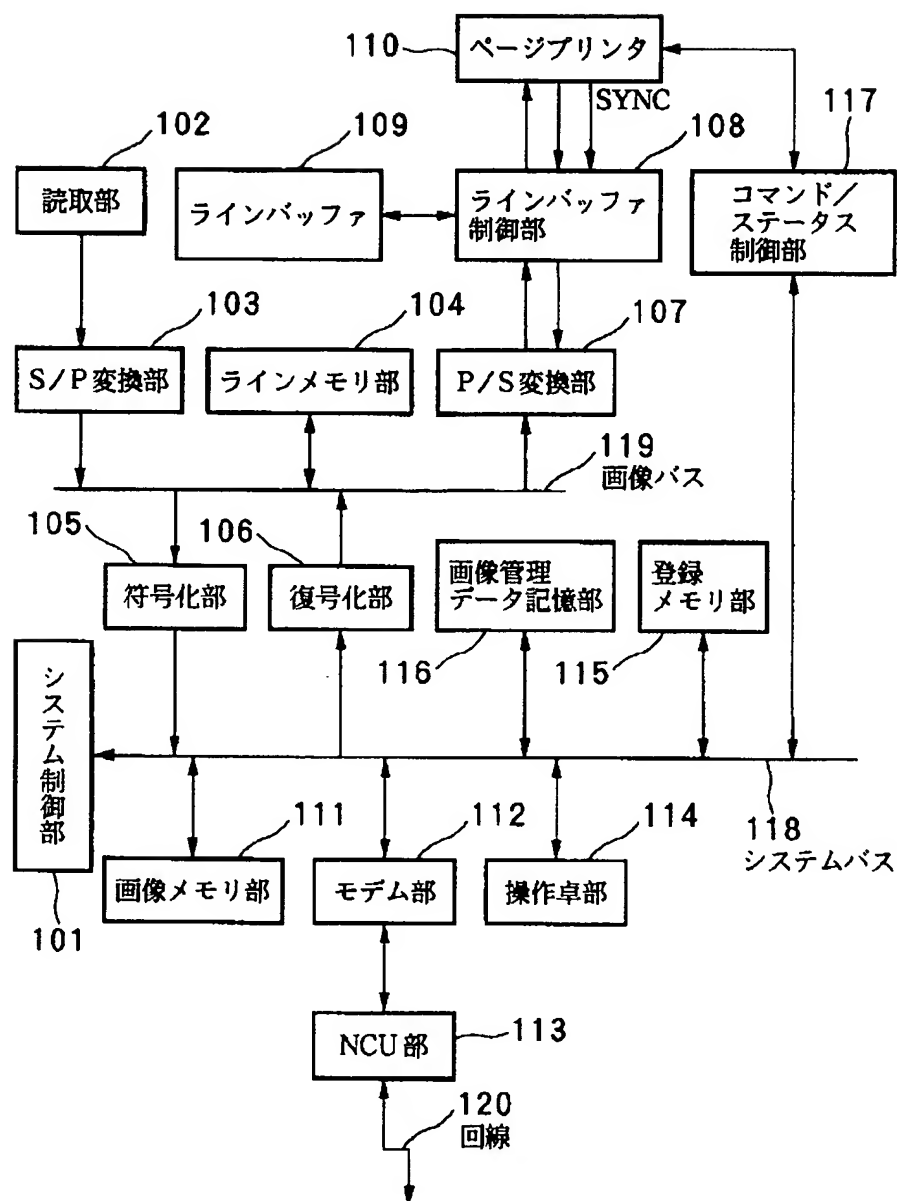 110
ページプリンタ
SYNC
117
102
109
108
読取部
ラインバッファ
ラインバッファ
制御部
コマンド／
ステータス
制御部
103
104
107
S／P変換部
ラインメモリ部
P／S変換部
119
画像バス
105
106
符号化部
復号化部
画像管理
データ記憶部
登録
メモリ部
116
115
システム制御部
101
111
112
114
118
システムバス
画像メモリ部
モデム部
操作卓部
NCU部
113
120
回線